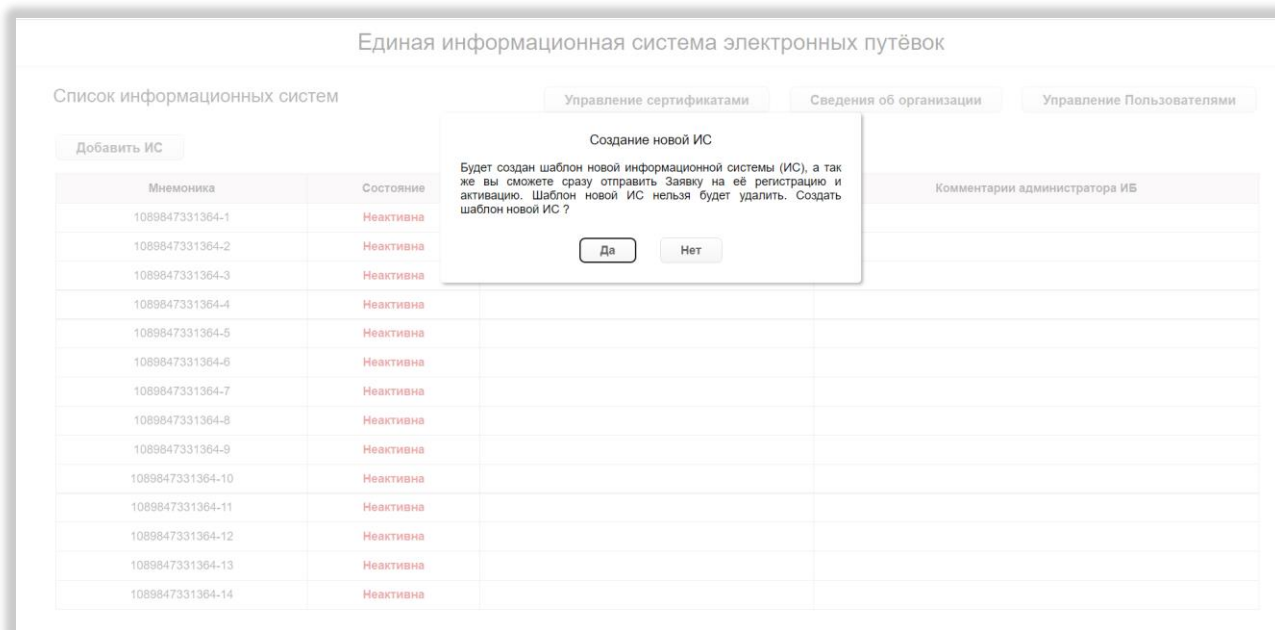 Единая информационная система электронных путёвок
Список информационных систем
Управление сертификатами
Сведения об организации
Управление Пользователями
Добавить ИС
Создание новой ИС
Будет создан шаблон новой информационной системы (ИС), а так
же вы сможете сразу отправить Заявку на её регистрацию и
активацию. Шаблон новой ИС нельзя будет удалить. Создать
шаблон новой ИС ?
Да Нет
Мнемоника Состояние Комментарии администратора ИБ
1089847331364-1 Неактивна
1089847331364-2 Неактивна
1089847331364-3 Неактивна
1089847331364-4 Неактивна
1089847331364-5 Неактивна
1089847331364-6 Неактивна
1089847331364-7 Неактивна
1089847331364-8 Неактивна
1089847331364-9 Неактивна
1089847331364-10 Неактивна
1089847331364-11 Неактивна
1089847331364-12 Неактивна
1089847331364-13 Неактивна
1089847331364-14 Неактивна